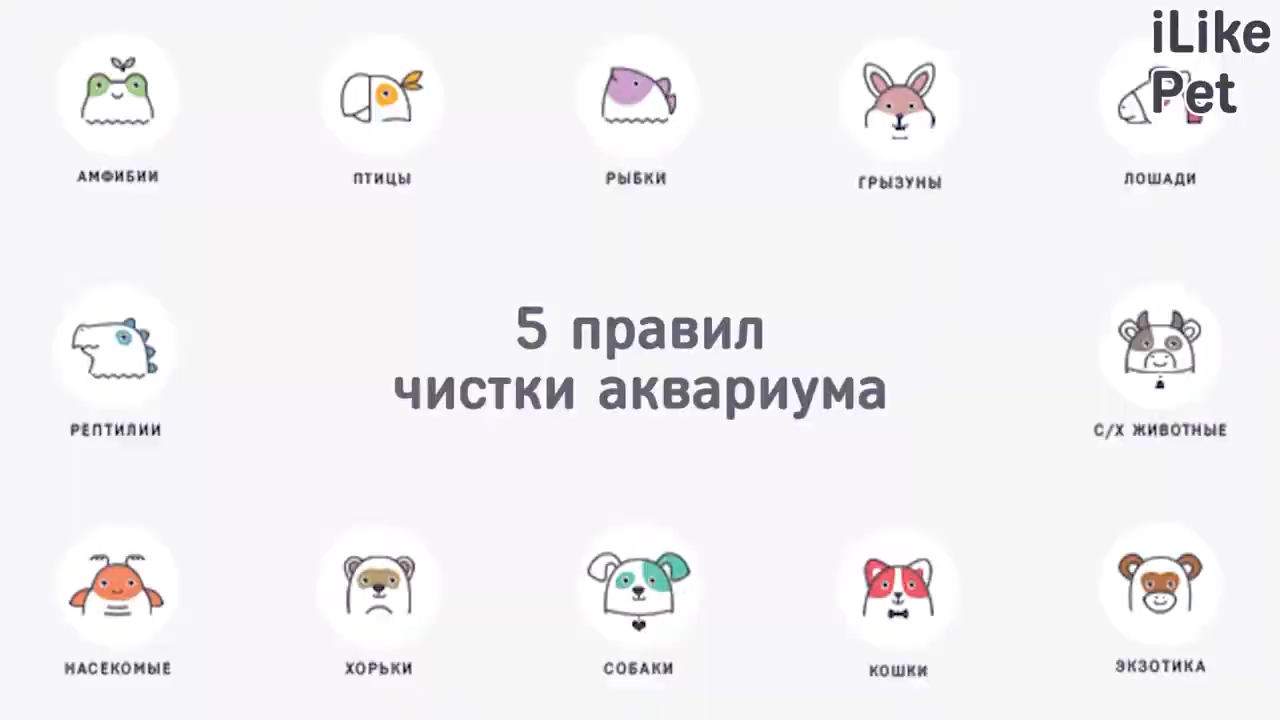 iLike
Pet
АМФИБИИ
ПТИЦЫ
РЫБКИ
ГРЫЗУНЫ
ЛОШАДИ
5 правил
чистки аквариума
РЕПТИЛИИ
С/Х ЖИВОТНЫЕ
НАСЕКОМЫЕ
ХОРЬКИ
СОБАКИ
КОШКИ
ЭКЗОТИКА